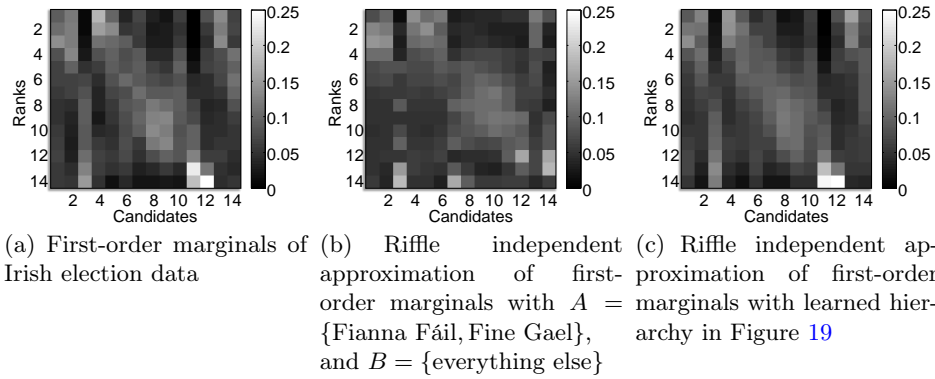 2
4
6
8
10
12
14
Ranks
2 4 6 8 10 12 14
Candidates
0.25
0.2
0.15
0.1
0.05
0
2
4
6
8
10
12
14
Ranks
2 4 6 8 10 12 14
Candidates
0.25
0.2
0.15
0.1
0.05
0
2
4
6
8
10
12
14
Ranks
2 4 6 8 10 12 14
Candidates
0.25
0.2
0.15
0.1
0.05
0
(a) First-order marginals of
Irish election data
(b) Riffle independent
approximation of first-
order marginals with A =
{Fianna Fáil, Fine Gael},
and B = {everything else}
(c) Riffle independent ap-
proximation of first-order
marginals with learned hier-
archy in Figure 19